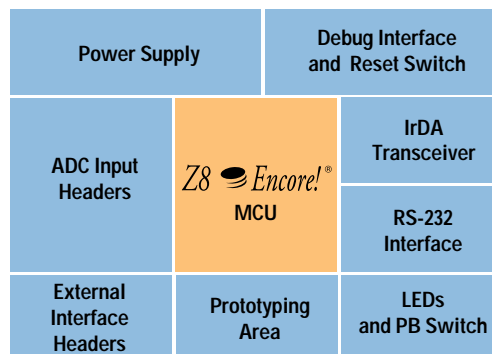 Power Supply
Debug Interface
and Reset Switch
ADC Input
Headers
Z8 Encore!®
MCU
IrDA
Transceiver
RS-232
Interface
External
Interface
Headers
Prototyping
Area
LEDs
and PB Switch